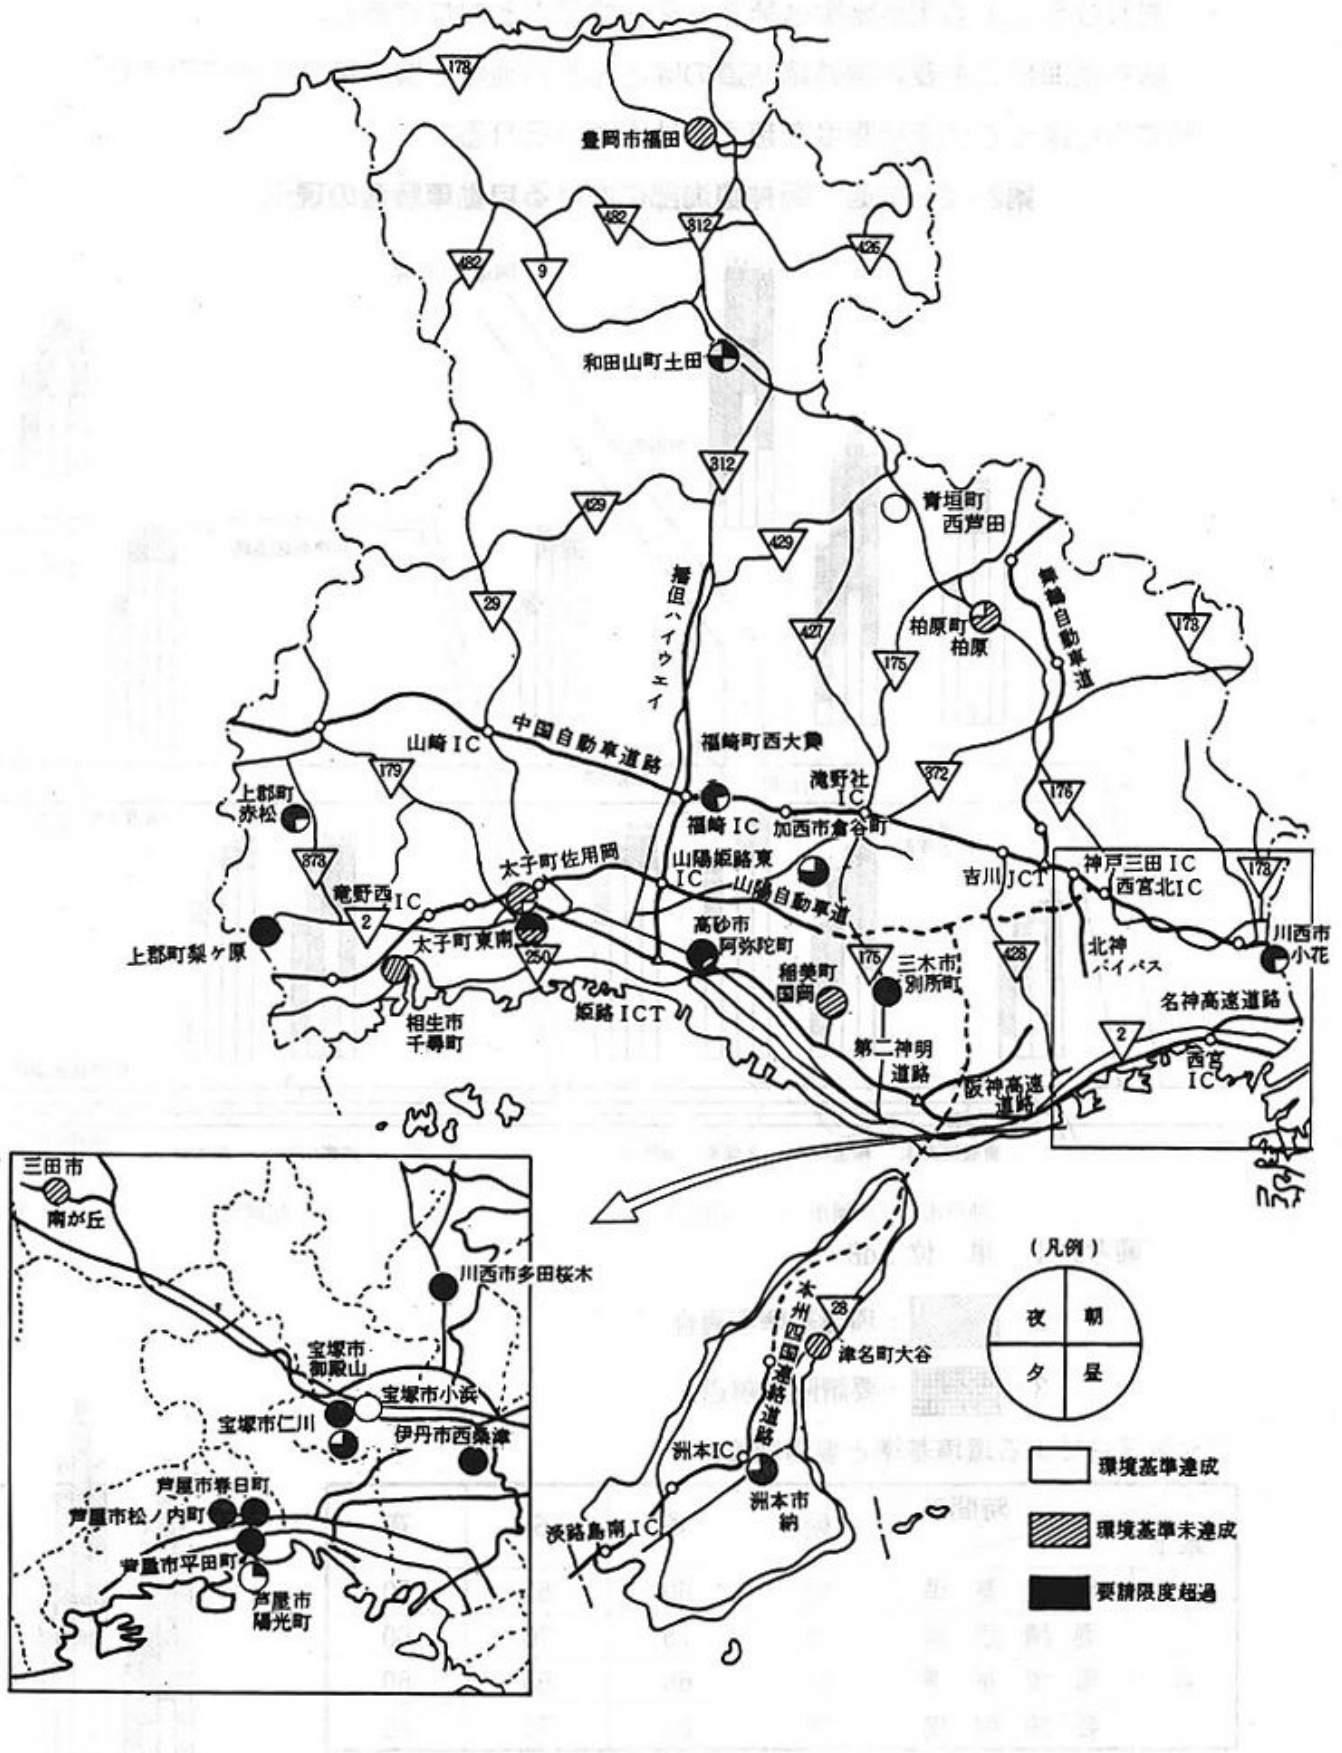 178
豊岡市福田
482
312
426
482
9
和田山町土田
312
429
青垣町
西芦田
429
播但ハイウェイ
29
舞鶴自動車道
427
柏原町
柏原
173
175
中国自動車道路
山崎IC
福崎町西大貫
179
滝野社
IC
372
176
上郡町
赤松
福崎IC
加西市倉谷町
373
太子町佐用岡
山陽姫路東
IC
山陽自動車道
吉川JCT
神戸三田IC
西宮北IC
173
竜野西IC
2
太子町東南
高砂市
阿弥陀町
上郡町梨ヶ原
250
175
三木市
別所町
428
北神
バイパス
川西市
小花
稲美町
国岡
名神高速道路
相生市
千尋町
姫路ICT
第二神明
道路
2
西宮
IC
阪神高速
道路
三田市
南が丘
川西市多田桜木
宝塚市
御殿山
宝塚市小浜
宝塚市仁川
伊丹市西桑津
芦屋市春日町
芦屋市松ノ内町
芦屋市平田町
芦屋市
陽光町
本州四国連絡道路
28
津名町大谷
洲本IC
洲本市
納
淡路島南IC
(凡例)
夜 朝
夕 昼
環境基準達成
環境基準未達成
要請限度超過